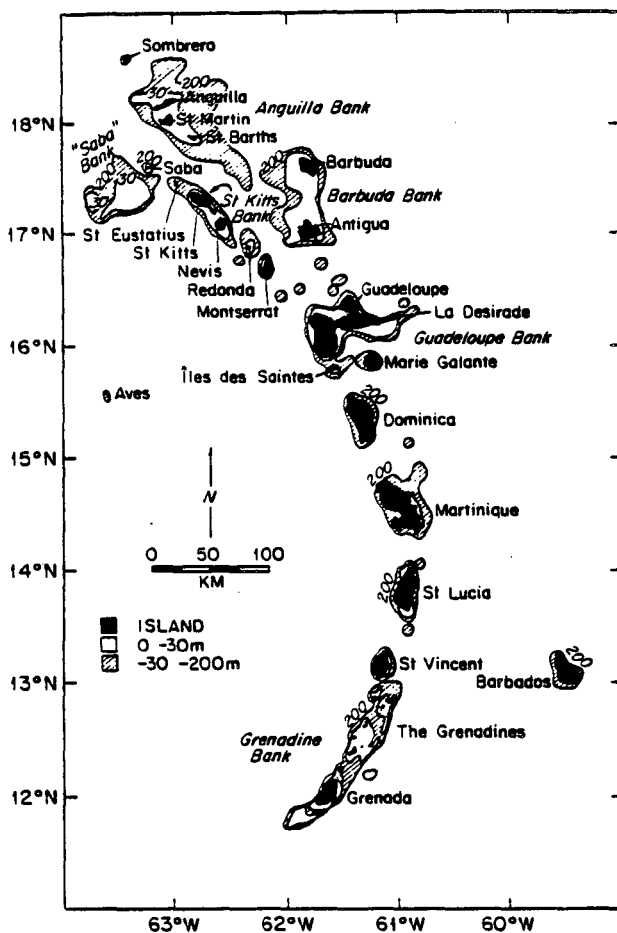 Sombrero
200
30
Anguilla
Anguilla Bank
18°N
St Martin
St Barths
"Saba"
Bank
200
Saba
200
Barbuda
200
30
30
St Kitts
Bank
Barbuda Bank
Antigua
17°N
St Eustatius
St Kitts
Nevis
Redonda
Montserrat
Guadeloupe
La Desirade
Guadeloupe Bank
16°N
Marie Galante
Îles des Saintes
Aves
200
Dominica
15°N
N
200
Martinique
0 50 100
KM
14°N
200
St Lucia
ISLAND
0 -30m
-30 -200m
St Vincent
200
Barbados
13°N
200
The Grenadines
Grenadine
Bank
12°N
Grenada
63°W 62°W 61°W 60°W